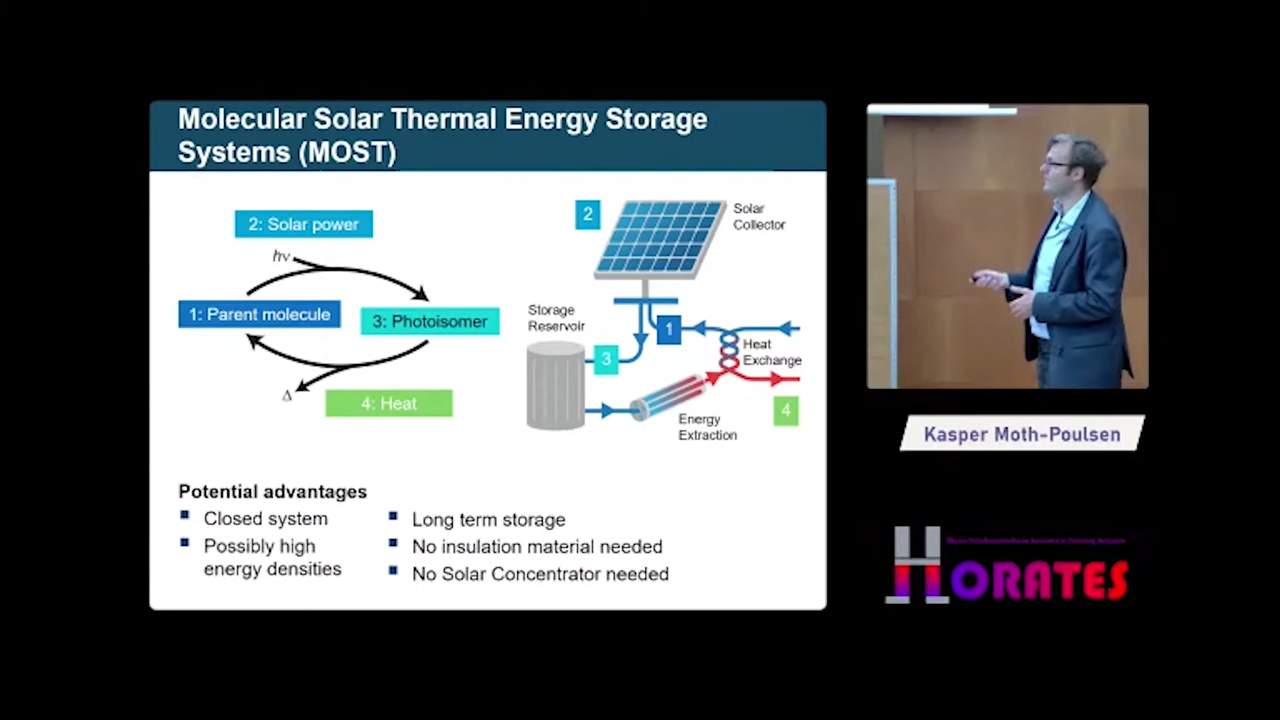 Molecular Solar Thermal Energy Storage
Systems (MOST)
2: Solar power
hν
1: Parent molecule
3: Photoisomer
Δ
4: Heat
2
Solar
Collector
Storage
Reservoir
1
3
Heat
Exchange
4
Energy
Extraction
Potential advantages
Closed system
Possibly high
energy densities
Long term storage
No insulation material needed
No Solar Concentrator needed
Kasper Moth-Poulsen
HORATES